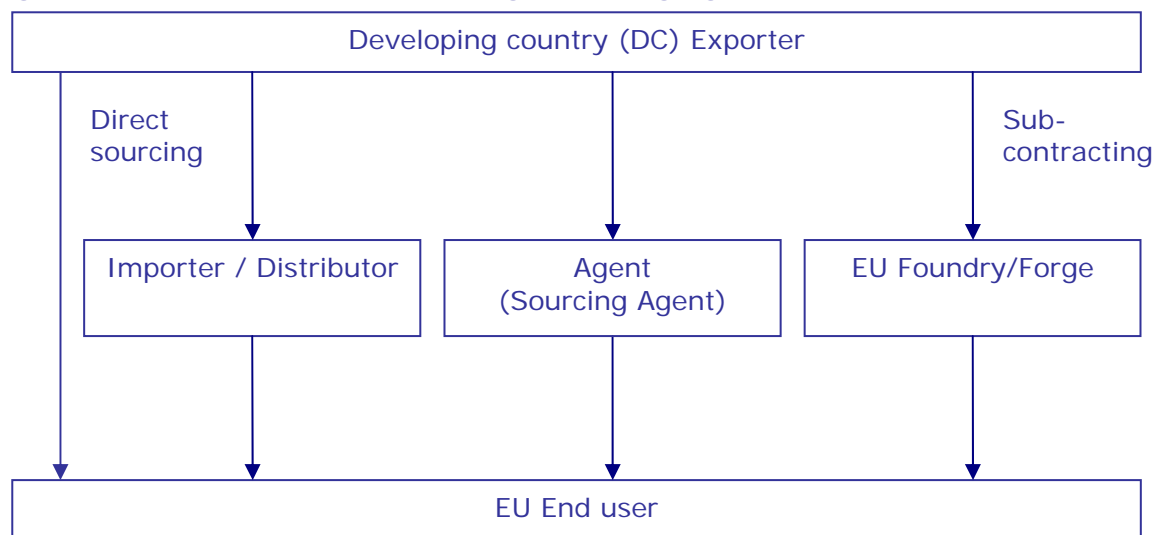 Developing country (DC) Exporter
Direct
sourcing
Sub-
contracting
Importer / Distributor
Agent
(Sourcing Agent)
EU Foundry/Forge
EU End user